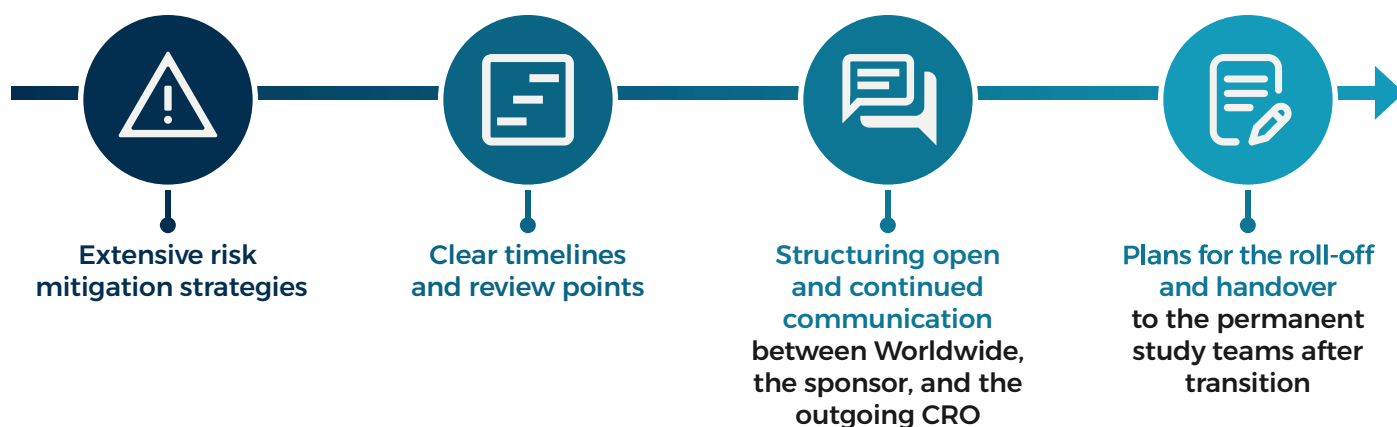 Extensive risk
mitigation strategies
Clear timelines
and review points
Structuring open
and continued
communication
between Worldwide,
the sponsor, and the
outgoing CRO
Plans for the roll-off
and handover
to the permanent
study teams after
transition